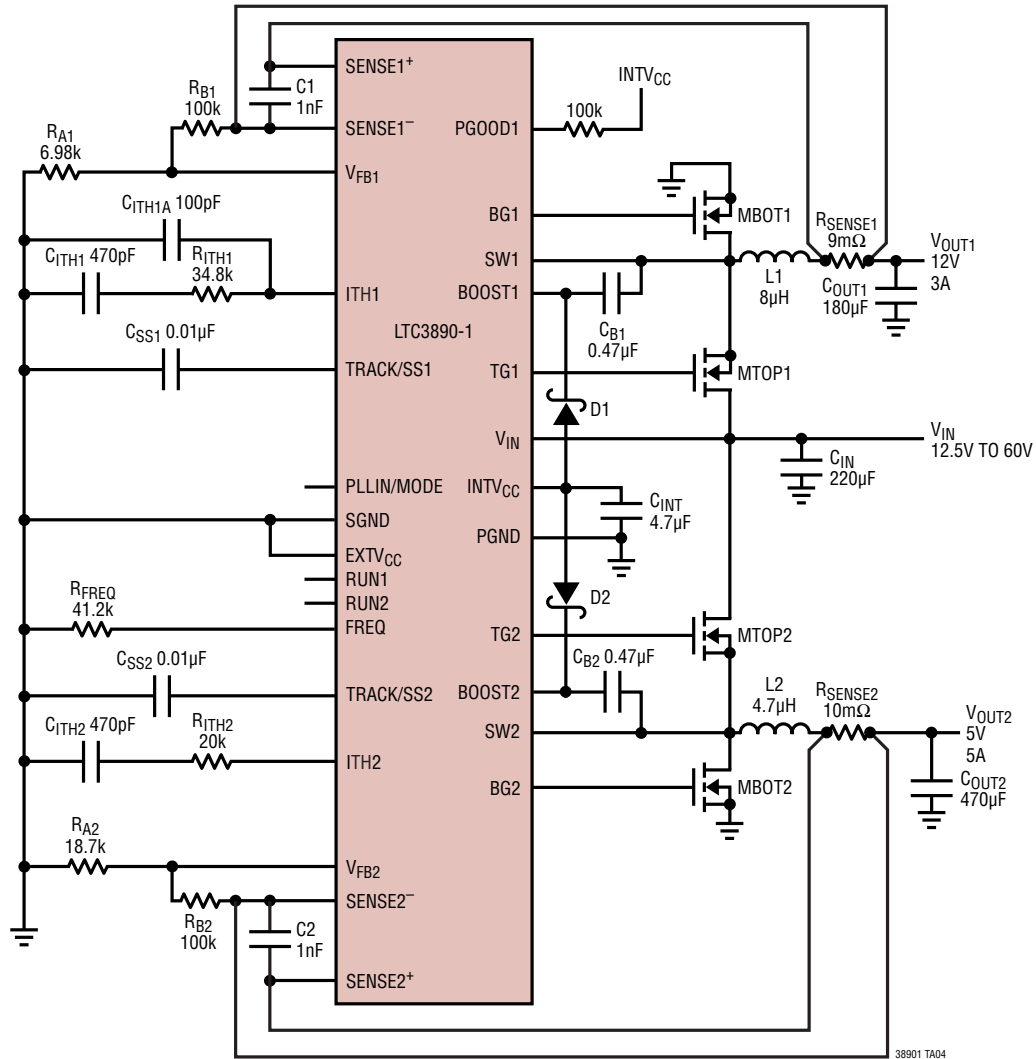 SENSE1+
SENSE1–
VFB1
ITH1
LTC3890-1
TRACK/SS1
PLLIN/MODE
SGND
EXTVCC
RUN1
RUN2
FREQ
TRACK/SS2
ITH2
VFB2
SENSE2–
SENSE2+
PGOOD1
BG1
SW1
BOOST1
TG1
VIN
INTVCC
PGND
TG2
BOOST2
SW2
BG2
RB1
100k
C1
1nF
RA1
6.98k
CITH1A 100pF
CITH1 470pF
RITH1
34.8k
CSS1 0.01µF
RFREQ
41.2k
CSS2 0.01µF
CITH2 470pF
RITH2
20k
RA2
18.7k
RB2
100k
C2
1nF
INTVCC
100k
MBOT1
RSENSE1
9mΩ
L1
8µH
VOUT1
12V
3A
COUT1
180µF
CB1
0.47µF
MTOP1
D1
VIN
12.5V TO 60V
CIN
220µF
CINT
4.7µF
D2
MTOP2
CB2 0.47µF
L2
4.7µH
RSENSE2
10mΩ
VOUT2
5V
5A
COUT2
470µF
MBOT2
38901 TA04